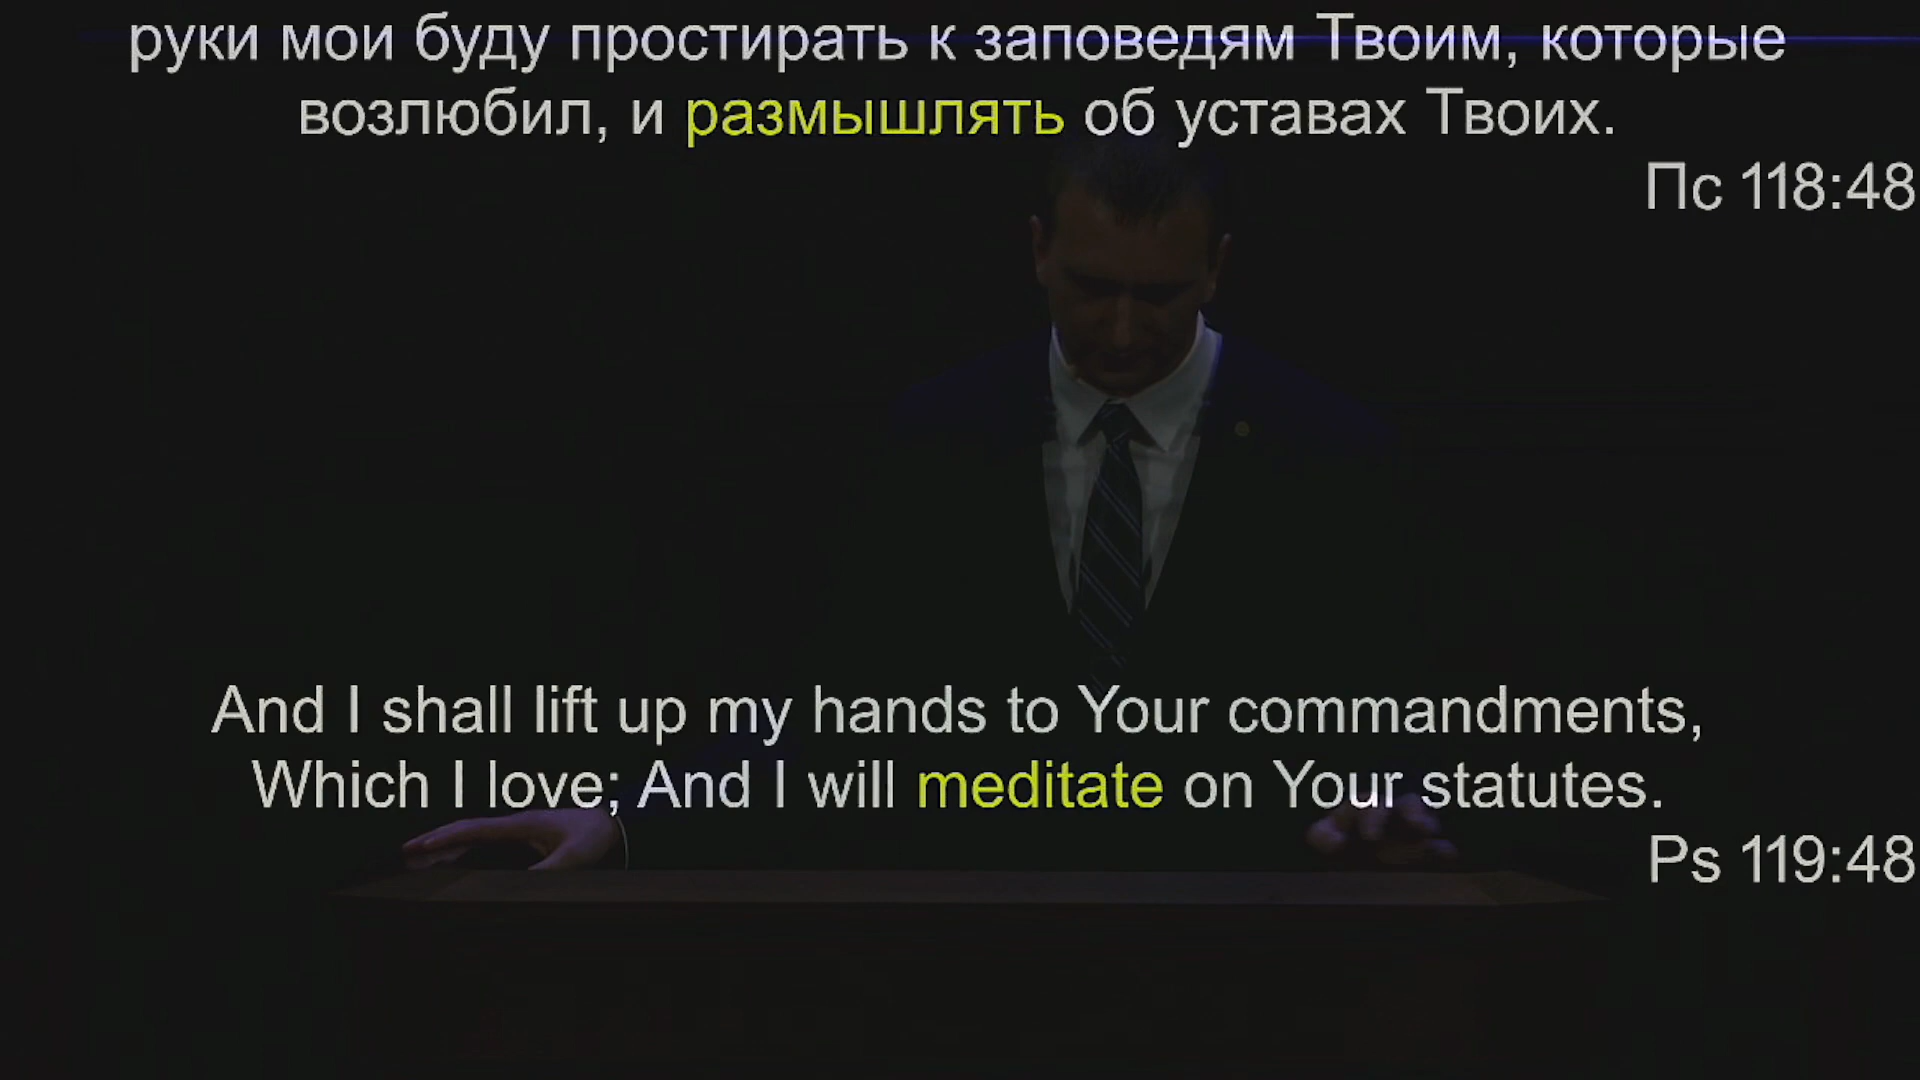 руки мои буду простирать к заповедям Твоим, которые
возлюбил, и размышлять об уставах Твоих.
Пс 118:48
And I shall lift up my hands to Your commandments,
Which I love; And I will meditate on Your statutes.
Ps 119:48